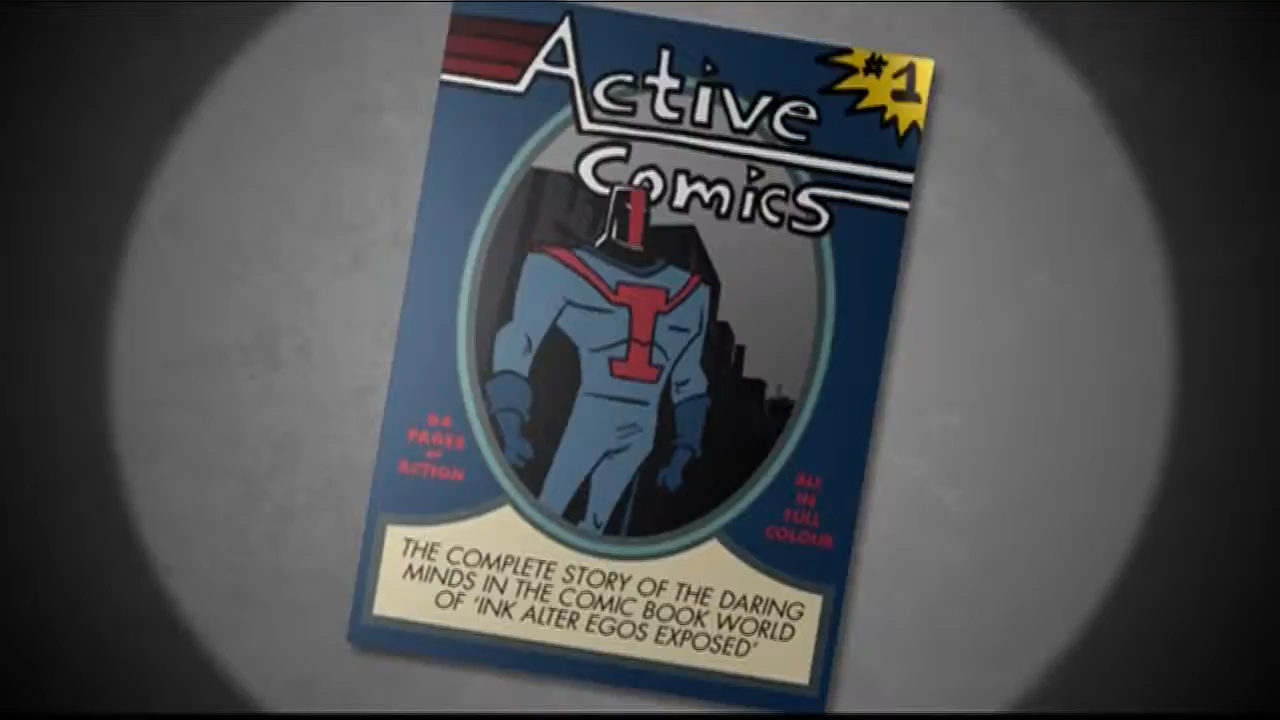 Active
#1
Comics
64
PAGES
of
ACTION
ALL
IN
FULL
COLOUR
I
THE COMPLETE STORY OF THE DARING
MINDS IN THE COMIC BOOK WORLD
OF 'INK ALTER EGOS EXPOSED'